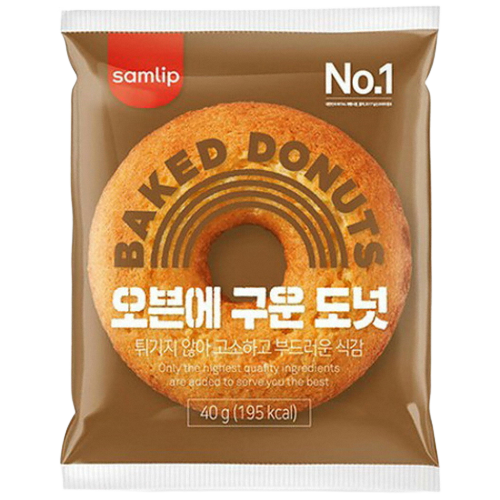 samlip
No.1
BAKED DONUTS
오븐에 구운 도넛
튀기지 않아 고소하고 부드러운 식감
Only the highest quality ingredients
are added to serve you the best
40 g (195 kcal)